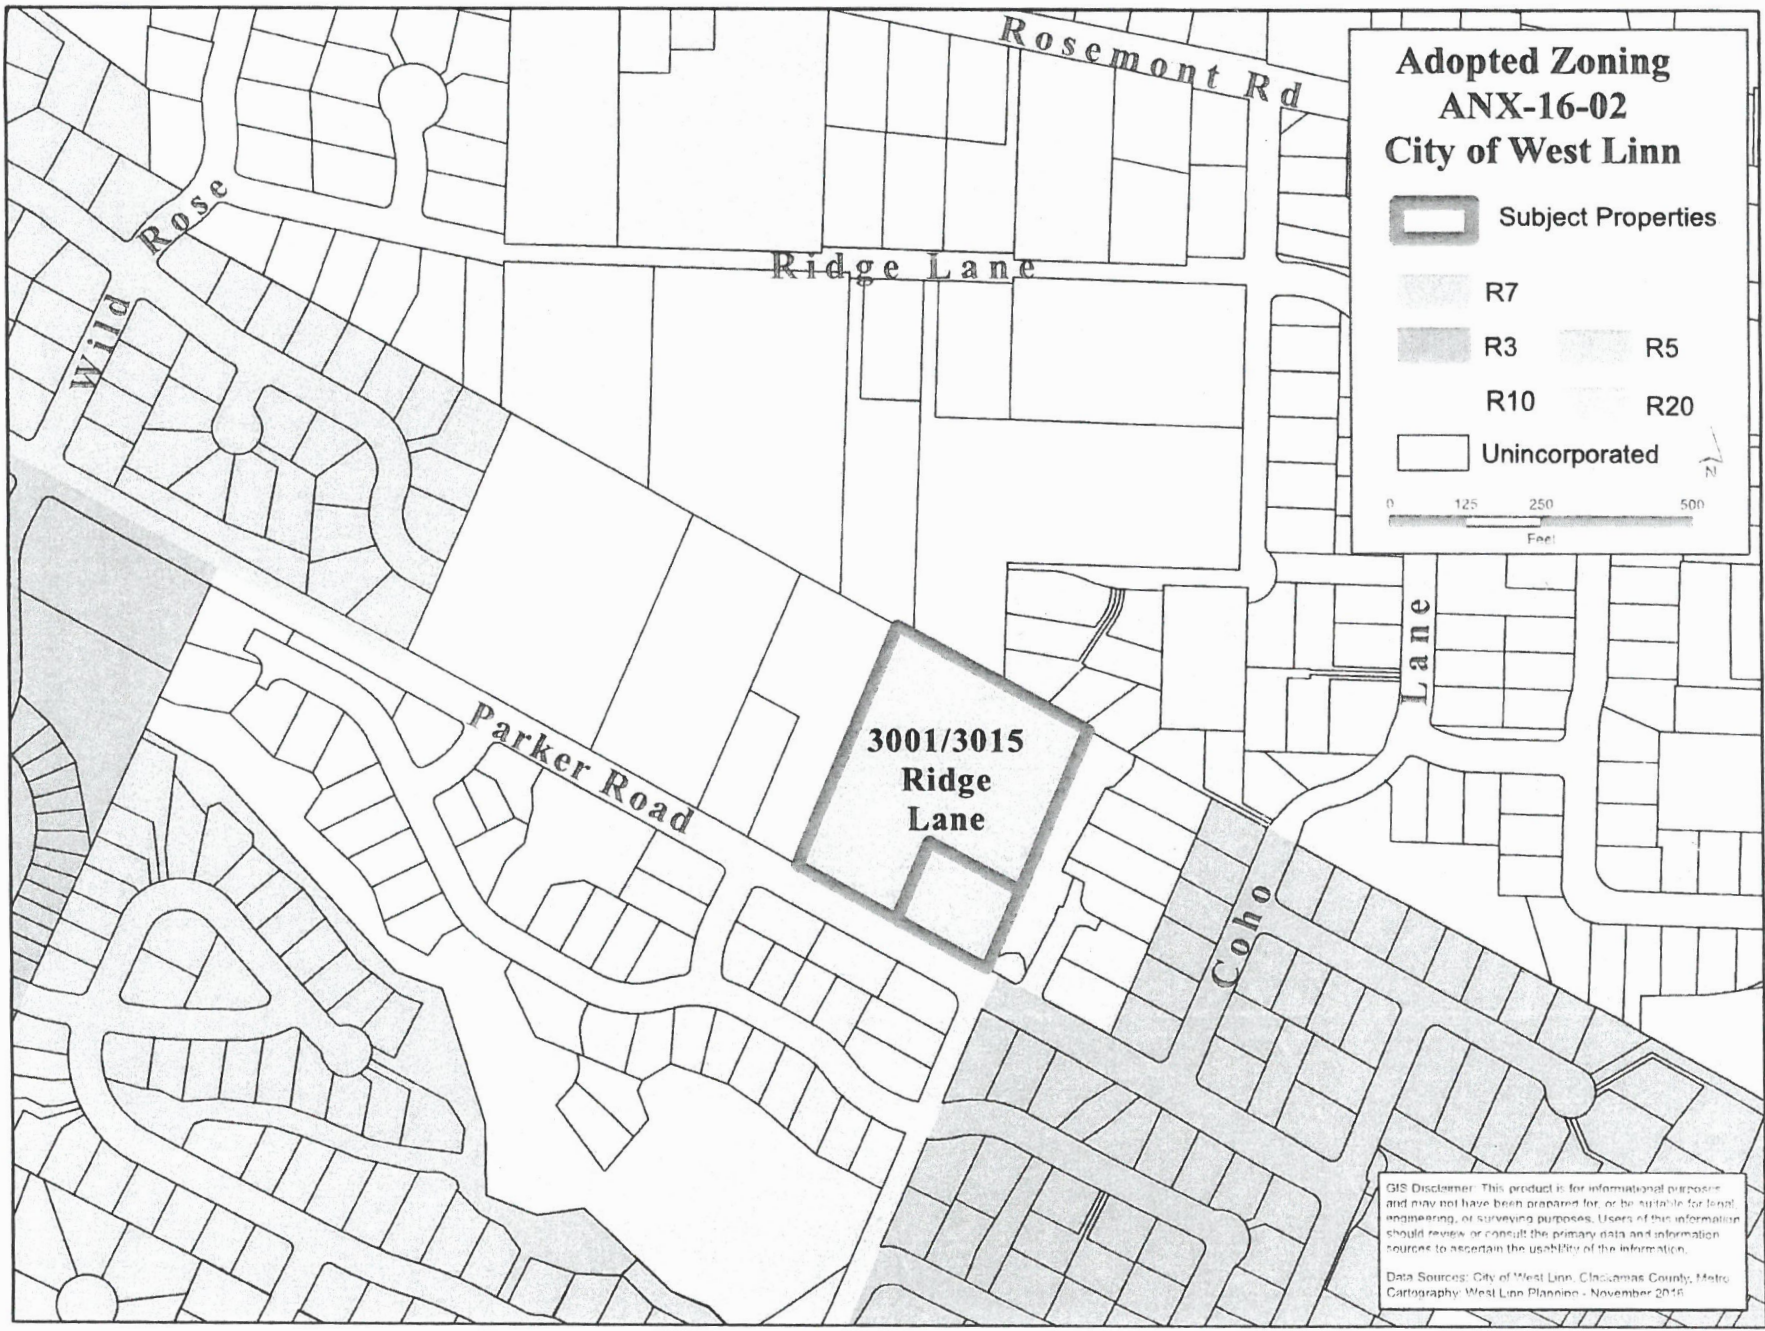 Rosemont Rd
Adopted Zoning
ANX-16-02
City of West Linn
Subject Properties
R7
R3
R5
R10
R20
Unincorporated
N
0 125 250 500
Feet
Rose
Wild
Ridge Lane
Lane
Coho
Parker Road
3001/3015
Ridge
Lane
GIS Disclaimer: This product is for informational purposes
and may not have been prepared for, or be suitable for legal,
engineering, or surveying purposes. Users of this information
should review or consult the primary data and information
sources to ascertain the usability of the information.
Data Sources: City of West Linn, Clackamas County, Metro
Cartography: West Linn Planning - November 2016